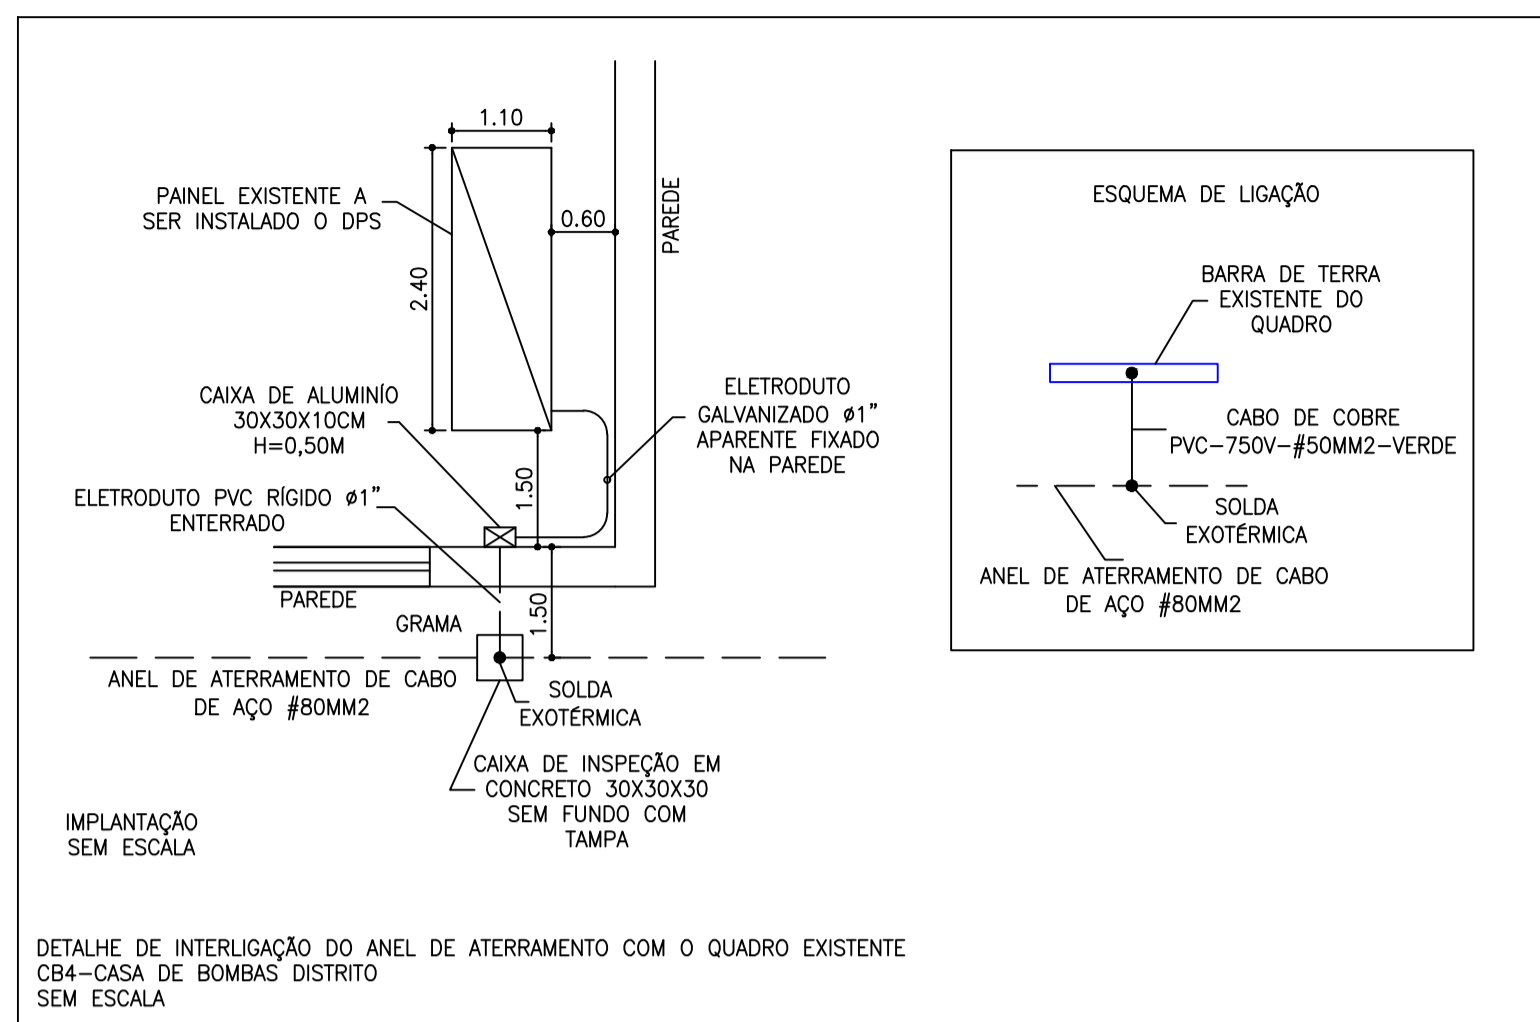 1.10
PAINEL EXISTENTE A
SER INSTALADO O DPS
0.60
PAREDE
2.40
CAIXA DE ALUMINÍO
30X30X10CM
H=0,50M
ELETRODUTO
GALVANIZADO ø1"
APARENTE FIXADO
NA PAREDE
1.50
ELETRODUTO PVC RÍGIDO ø1"
ENTERRADO
PAREDE
GRAMA
1.50
ANEL DE ATERRAMENTO DE CABO
DE AÇO #80MM2
SOLDA
EXOTÉRMICA
CAIXA DE INSPEÇÃO EM
CONCRETO 30X30X30
SEM FUNDO COM
TAMPA
IMPLANTAÇÃO
SEM ESCALA
ESQUEMA DE LIGAÇÃO
BARRA DE TERRA
EXISTENTE DO
QUADRO
CABO DE COBRE
PVC-750V-#50MM2-VERDE
SOLDA
EXOTÉRMICA
ANEL DE ATERRAMENTO DE CABO
DE AÇO #80MM2
DETALHE DE INTERLIGAÇÃO DO ANEL DE ATERRAMENTO COM O QUADRO EXISTENTE
CB4-CASA DE BOMBAS DISTRITO
SEM ESCALA